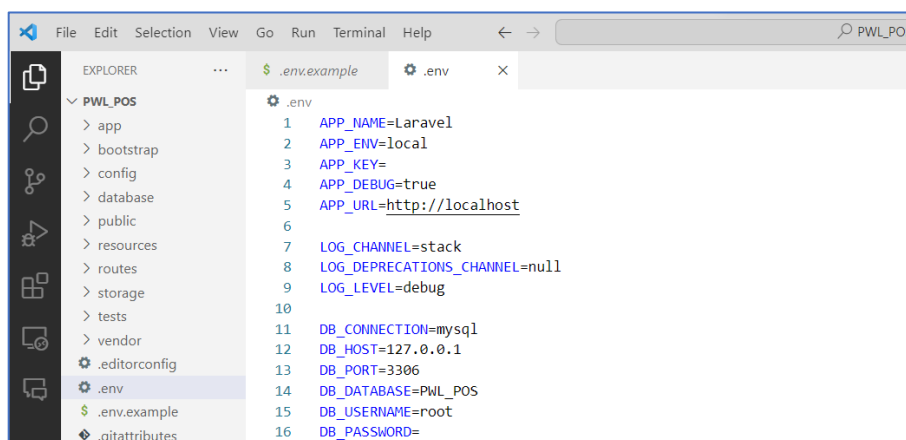 File Edit Selection View Go Run Terminal Help ← → PWL_PO
EXPLORER ...
PWL_POS
app
bootstrap
config
database
public
resources
routes
storage
tests
vendor
.editorconfig
.env
$ .env.example
.gitattributes
$ .env.example .env ×
.env
1 APP_NAME=Laravel
2 APP_ENV=local
3 APP_KEY=
4 APP_DEBUG=true
5 APP_URL=http://localhost
6
7 LOG_CHANNEL=stack
8 LOG_DEPRECATIONS_CHANNEL=null
9 LOG_LEVEL=debug
10
11 DB_CONNECTION=mysql
12 DB_HOST=127.0.0.1
13 DB_PORT=3306
14 DB_DATABASE=PWL_POS
15 DB_USERNAME=root
16 DB_PASSWORD=